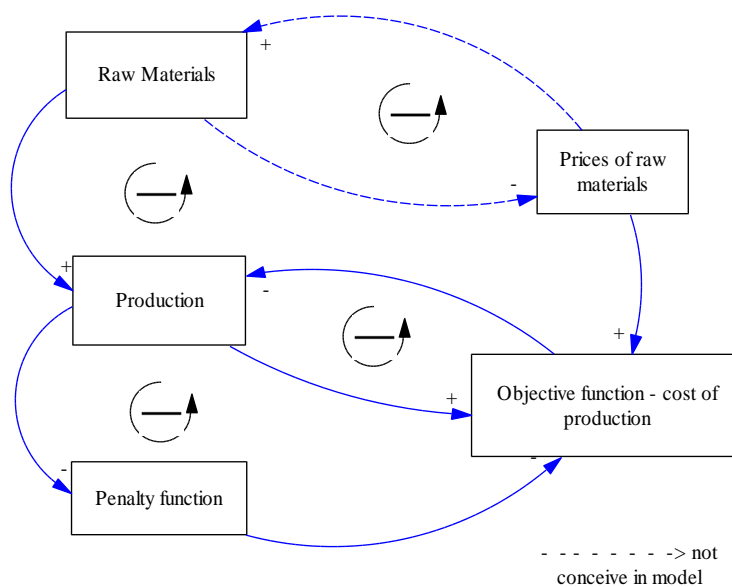 Raw Materials
+
Prices of raw
materials
-
+
Production
-
+
+
Objective function - cost of
production
-
-
Penalty function
- - - - - - - -> not
conceive in model